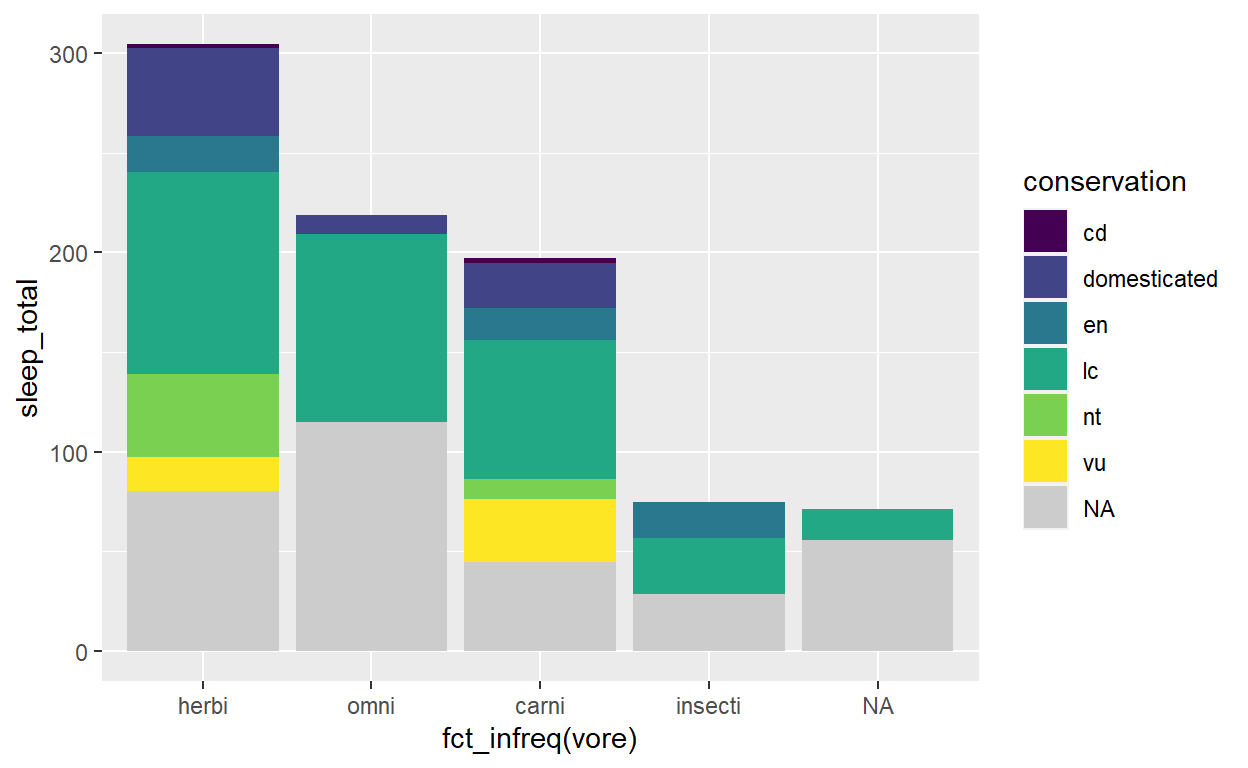 300
200
100
0
sleep_total
herbi
omni
carni
insecti
NA
fct_infreq(vore)
conservation
cd
domesticated
en
lc
nt
vu
NA